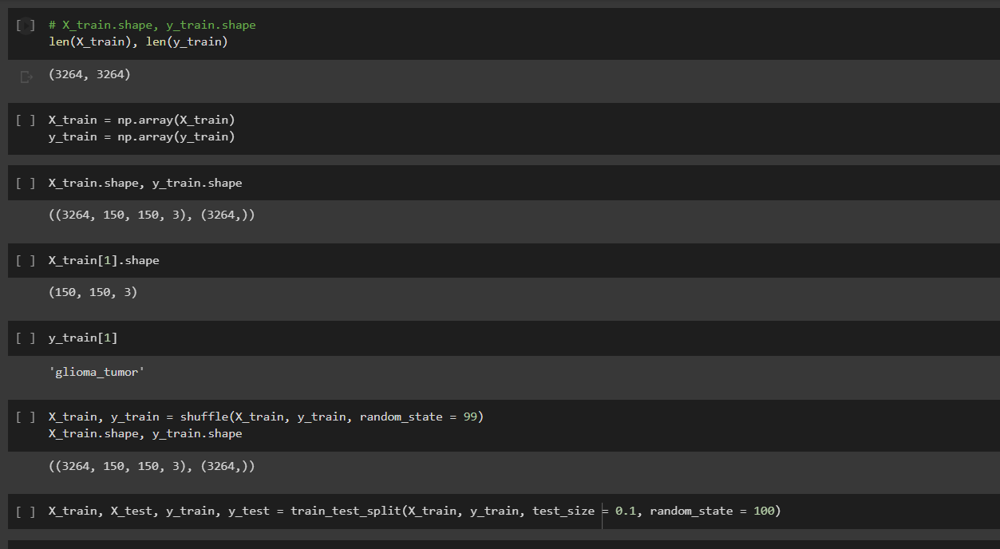 [ ] # X_train.shape, y_train.shape
len(X_train), len(y_train)
(3264, 3264)
[ ] X_train = np.array(X_train)
y_train = np.array(y_train)
[ ] X_train.shape, y_train.shape
((3264, 150, 150, 3), (3264,))
[ ] X_train[1].shape
(150, 150, 3)
[ ] y_train[1]
'glioma_tumor'
[ ] X_train, y_train = shuffle(X_train, y_train, random_state = 99)
X_train.shape, y_train.shape
((3264, 150, 150, 3), (3264,))
[ ] X_train, X_test, y_train, y_test = train_test_split(X_train, y_train, test_size = 0.1, random_state = 100)